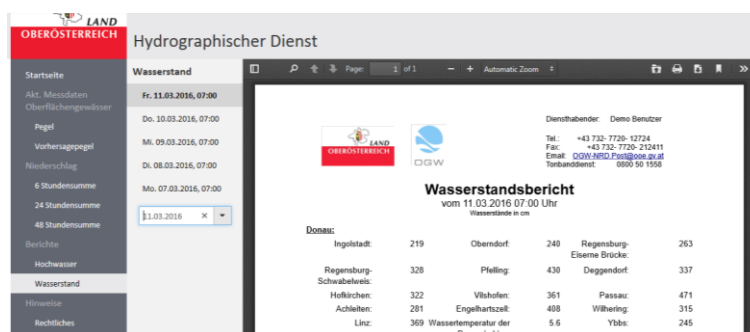 LAND
OBERÖSTERREICH
Hydrographischer Dienst
Startseite
Akt. Messdaten
Oberflächengewässer
Pegel
Vorhersagepegel
Niederschlag
6 Stundensumme
24 Stundensumme
48 Stundensumme
Berichte
Hochwasser
Wasserstand
Hinweise
Rechtliches
Wasserstand
Fr. 11.03.2016, 07:00
Do. 10.03.2016, 07:00
Mi. 09.03.2016, 07:00
Di. 08.03.2016, 07:00
Mo. 07.03.2016, 07:00
11.03.2016
Page: 1 of 1 Automatic Zoom
LAND
OBERÖSTERREICH
OGW
Diensthabender: Demo Benutzer
Tel.: +43 732- 7720- 12724
Fax: +43 732- 7720- 212411
Email: OGW-NRD.Post@ooe.gv.at
Tonbanddienst: 0800 50 1558
Wasserstandsbericht
vom 11.03.2016 07:00 Uhr
Wasserstände in cm
Donau:
Ingolstadt: 219 Oberndorf: 240 Regensburg- 263
Eiserne Brücke:
Regensburg- 328 Pfelling: 430 Deggendorf: 337
Schwabelweis:
Hofkirchen: 322 Vilshofen: 361 Passau: 471
Achleiten: 281 Engelhartszell: 408 Wilhering: 315
Linz: 369 Wassertemperatur der 5.6 Ybbs: 245